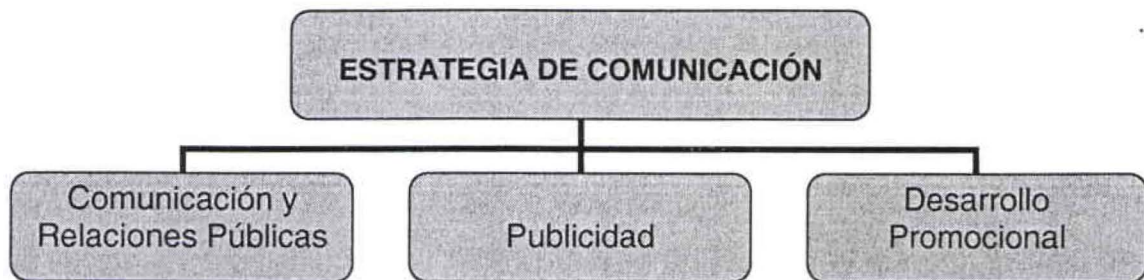 ESTRATEGIA DE COMUNICACIÓN
Comunicación y
Relaciones Públicas
Publicidad
Desarrollo
Promocional